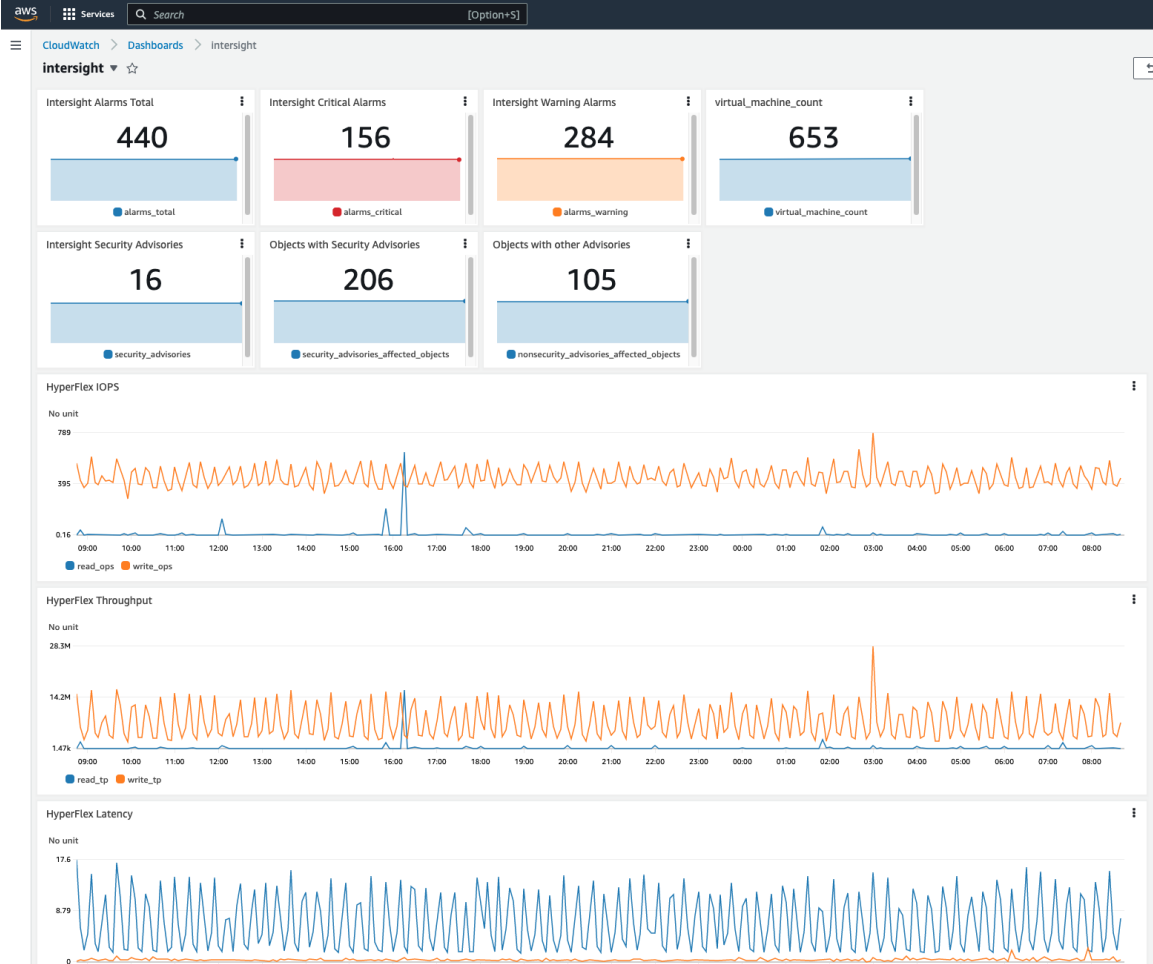 aws Services Search [Option+S]
CloudWatch > Dashboards > Intersight
intersight
Intersight Alarms Total
440
alarms_total
Intersight Critical Alarms
156
alarms_critical
Intersight Warning Alarms
284
alarms_warning
virtual_machine_count
653
virtual_machine_count
Intersight Security Advisories
16
security_advisories
Objects with Security Advisories
206
security_advisories_affected_objects
Objects with other Advisories
105
nonsecurity_advisories_affected_objects
HyperFlex IOPS
No unit
789
395
0.16
09:00 10:00 11:00 12:00 13:00 14:00 15:00 16:00 17:00 18:00 19:00 20:00 21:00 22:00 23:00 00:00 01:00 02:00 03:00 04:00 05:00 06:00 07:00 08:00
read_ops write_ops
HyperFlex Throughput
No unit
28.3M
14.2M
1.47k
09:00 10:00 11:00 12:00 13:00 14:00 15:00 16:00 17:00 18:00 19:00 20:00 21:00 22:00 23:00 00:00 01:00 02:00 03:00 04:00 05:00 06:00 07:00 08:00
read_tp write_tp
HyperFlex Latency
No unit
17.6
8.79
0